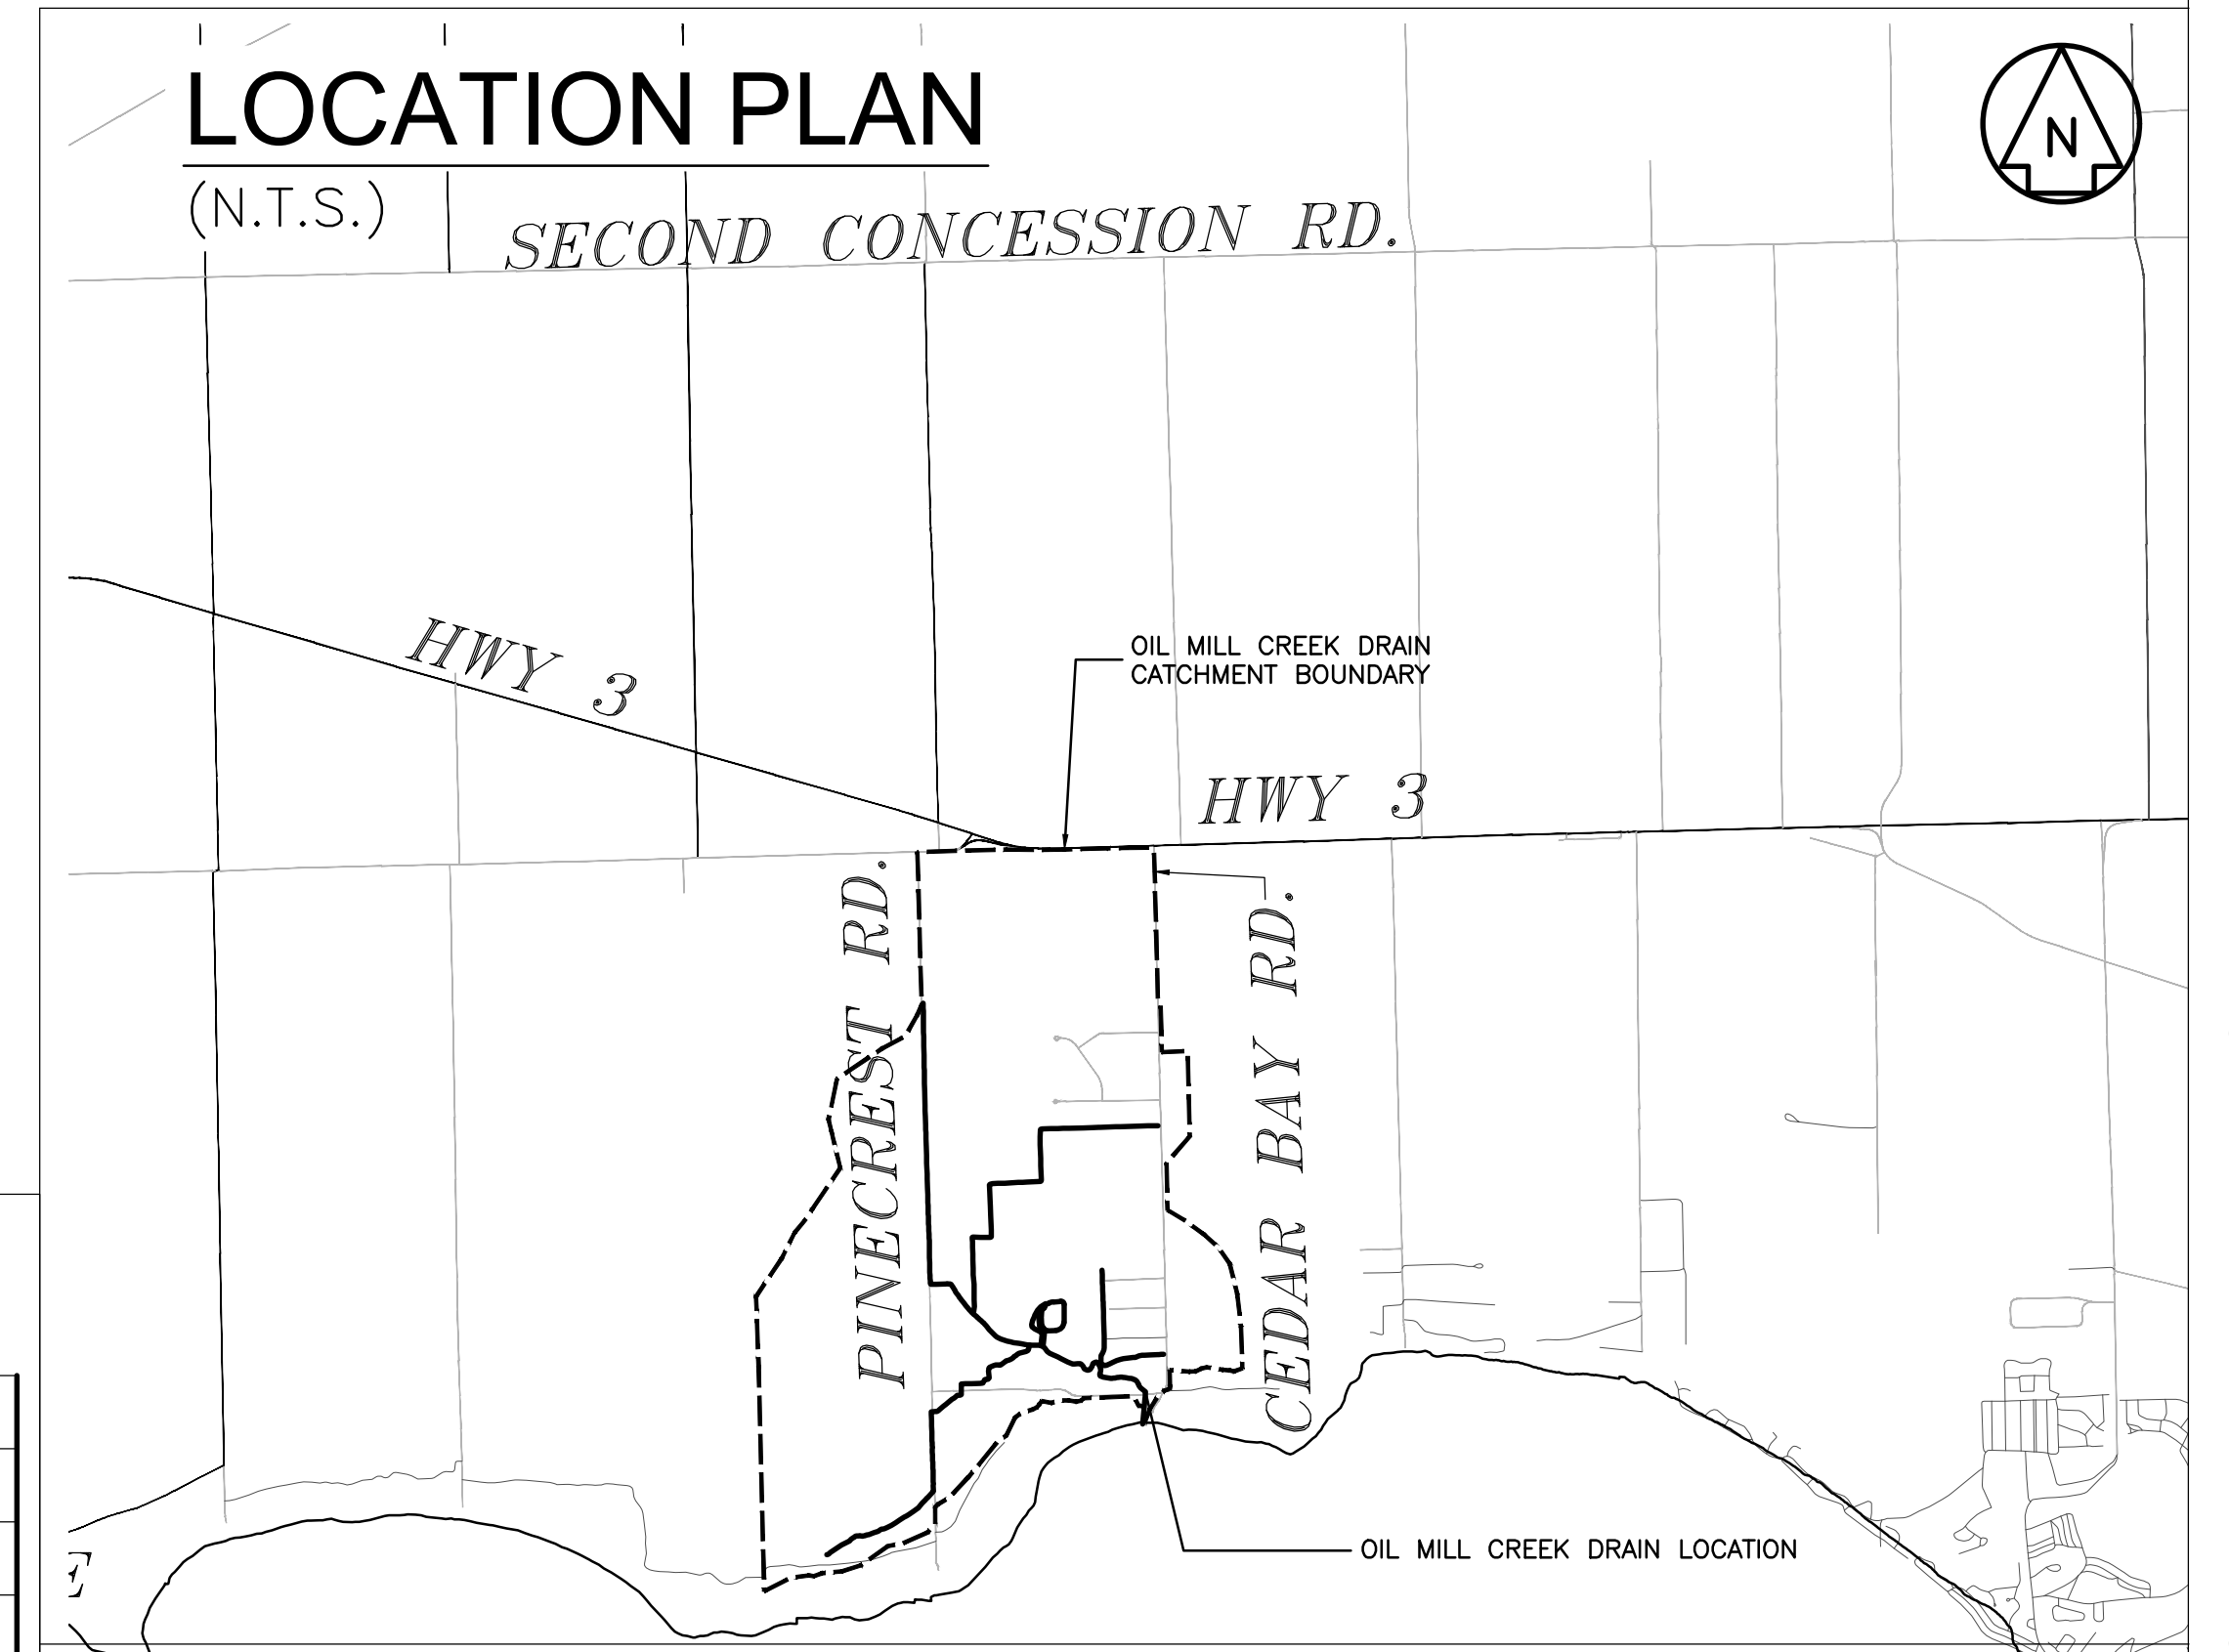 LOCATION PLAN
(N.T.S.)
N
SECOND CONCESSION RD.
HWY 3
OIL MILL CREEK DRAIN
CATCHMENT BOUNDARY
HWY 3
PINECREST RD.
CEDAR BAY RD.
OIL MILL CREEK DRAIN LOCATION
E